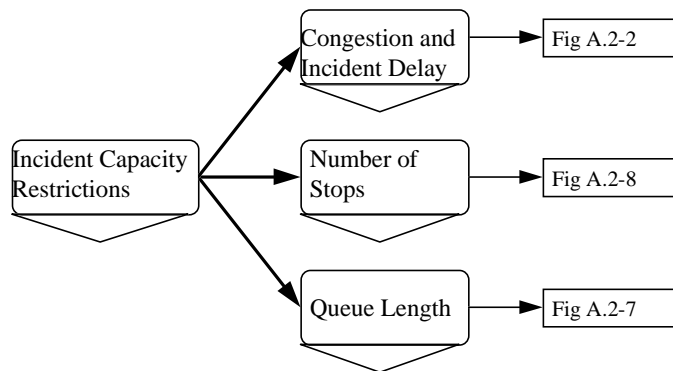 Congestion and
Incident Delay
Fig A.2-2
Incident Capacity
Restrictions
Number of
Stops
Fig A.2-8
Queue Length
Fig A.2-7